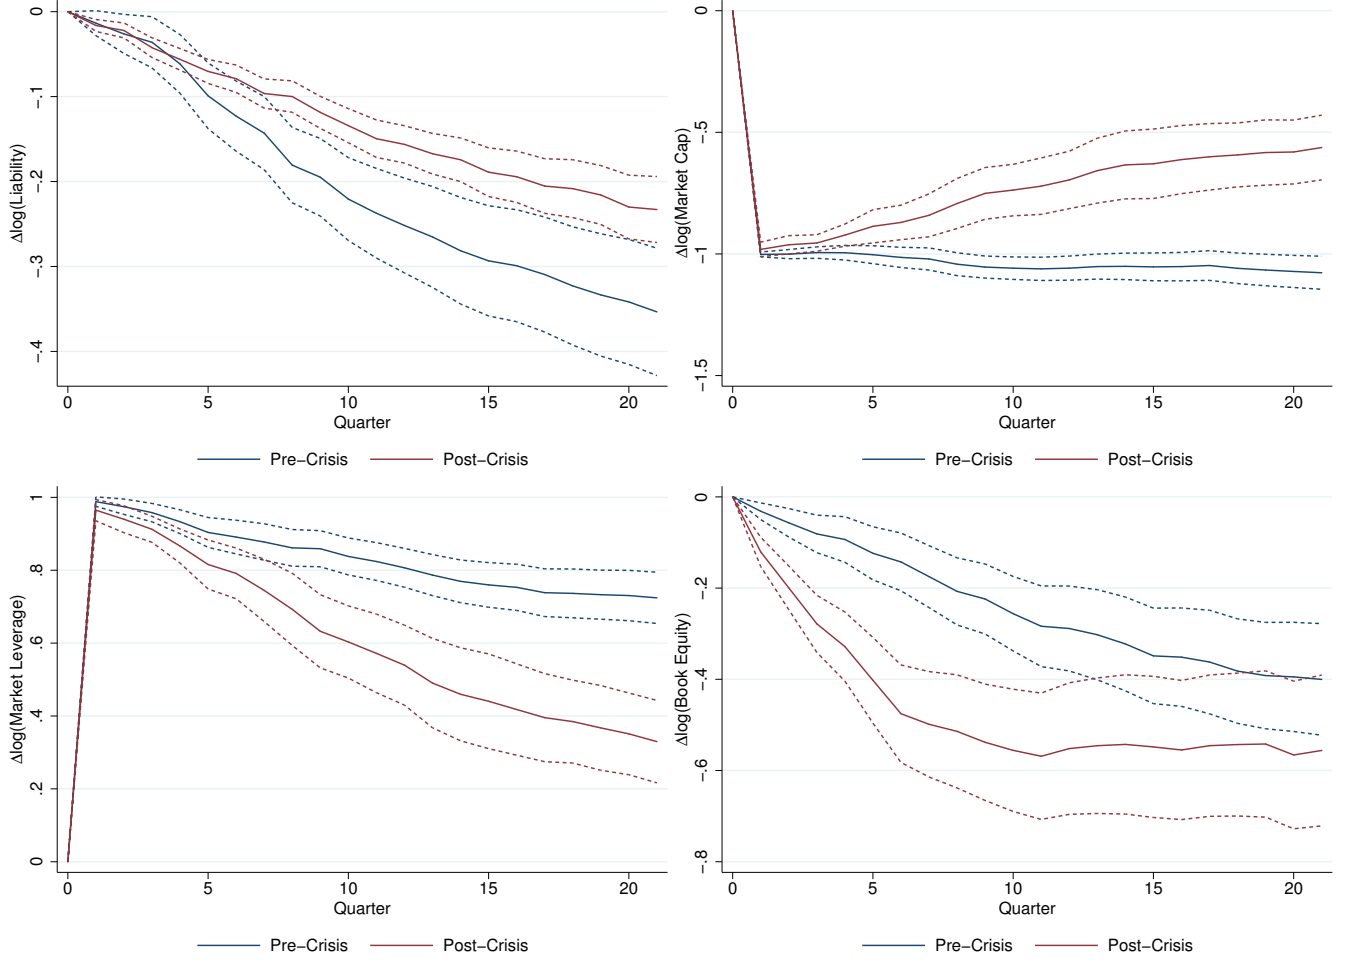 0
−.1
−.2
−.3
−.4
Δlog(Liability)
0 5 10 15 20
Quarter
Pre−Crisis Post−Crisis
0
−.5
−1
−1.5
Δlog(Market Cap)
0 5 10 15 20
Quarter
Pre−Crisis Post−Crisis
1
.8
.6
.4
.2
0
Δlog(Market Leverage)
0 5 10 15 20
Quarter
Pre−Crisis Post−Crisis
0
−.2
−.4
−.6
−.8
Δlog(Book Equity)
0 5 10 15 20
Quarter
Pre−Crisis Post−Crisis